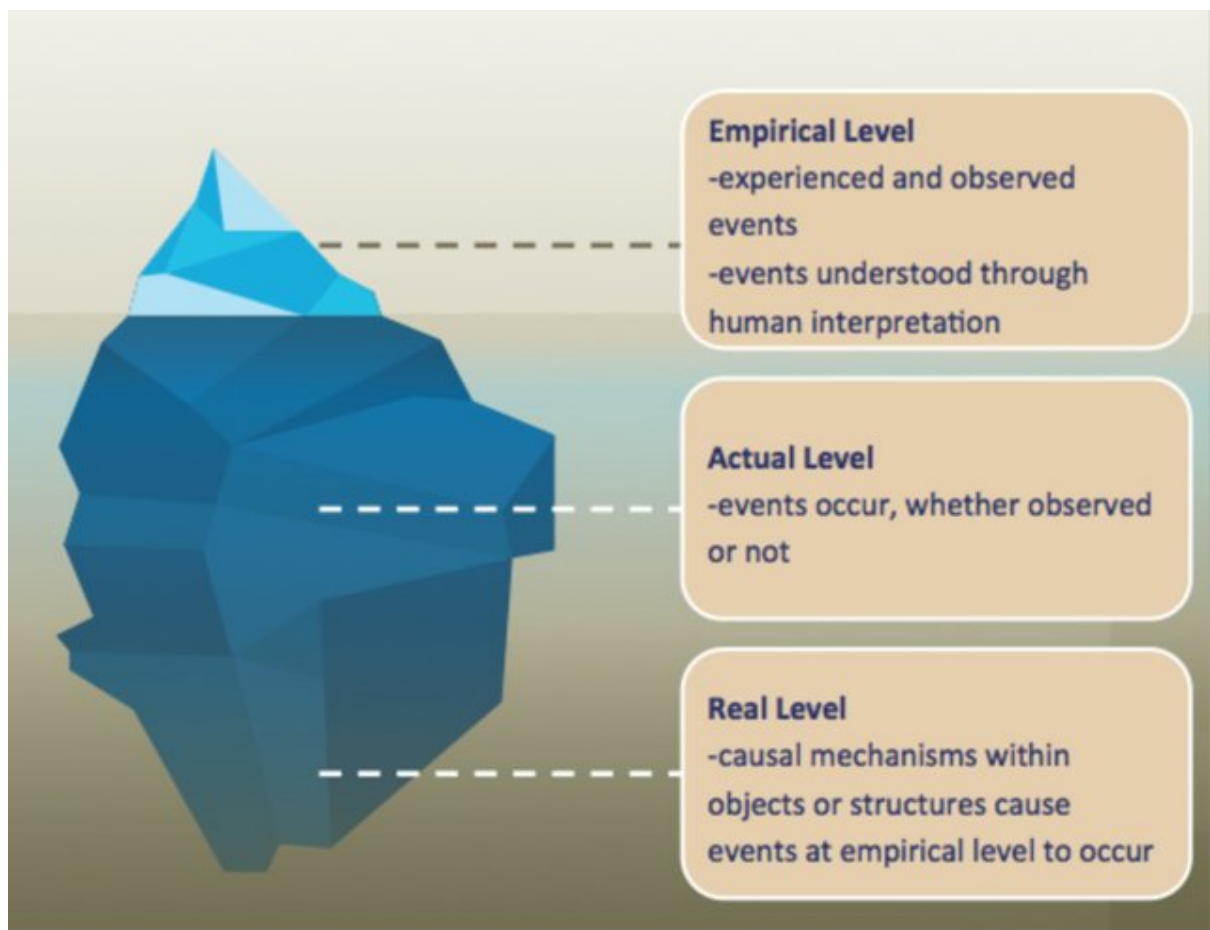 Empirical Level
-experienced and observed
events
-events understood through
human interpretation
Actual Level
-events occur, whether observed
or not
Real Level
-causal mechanisms within
objects or structures cause
events at empirical level to occur